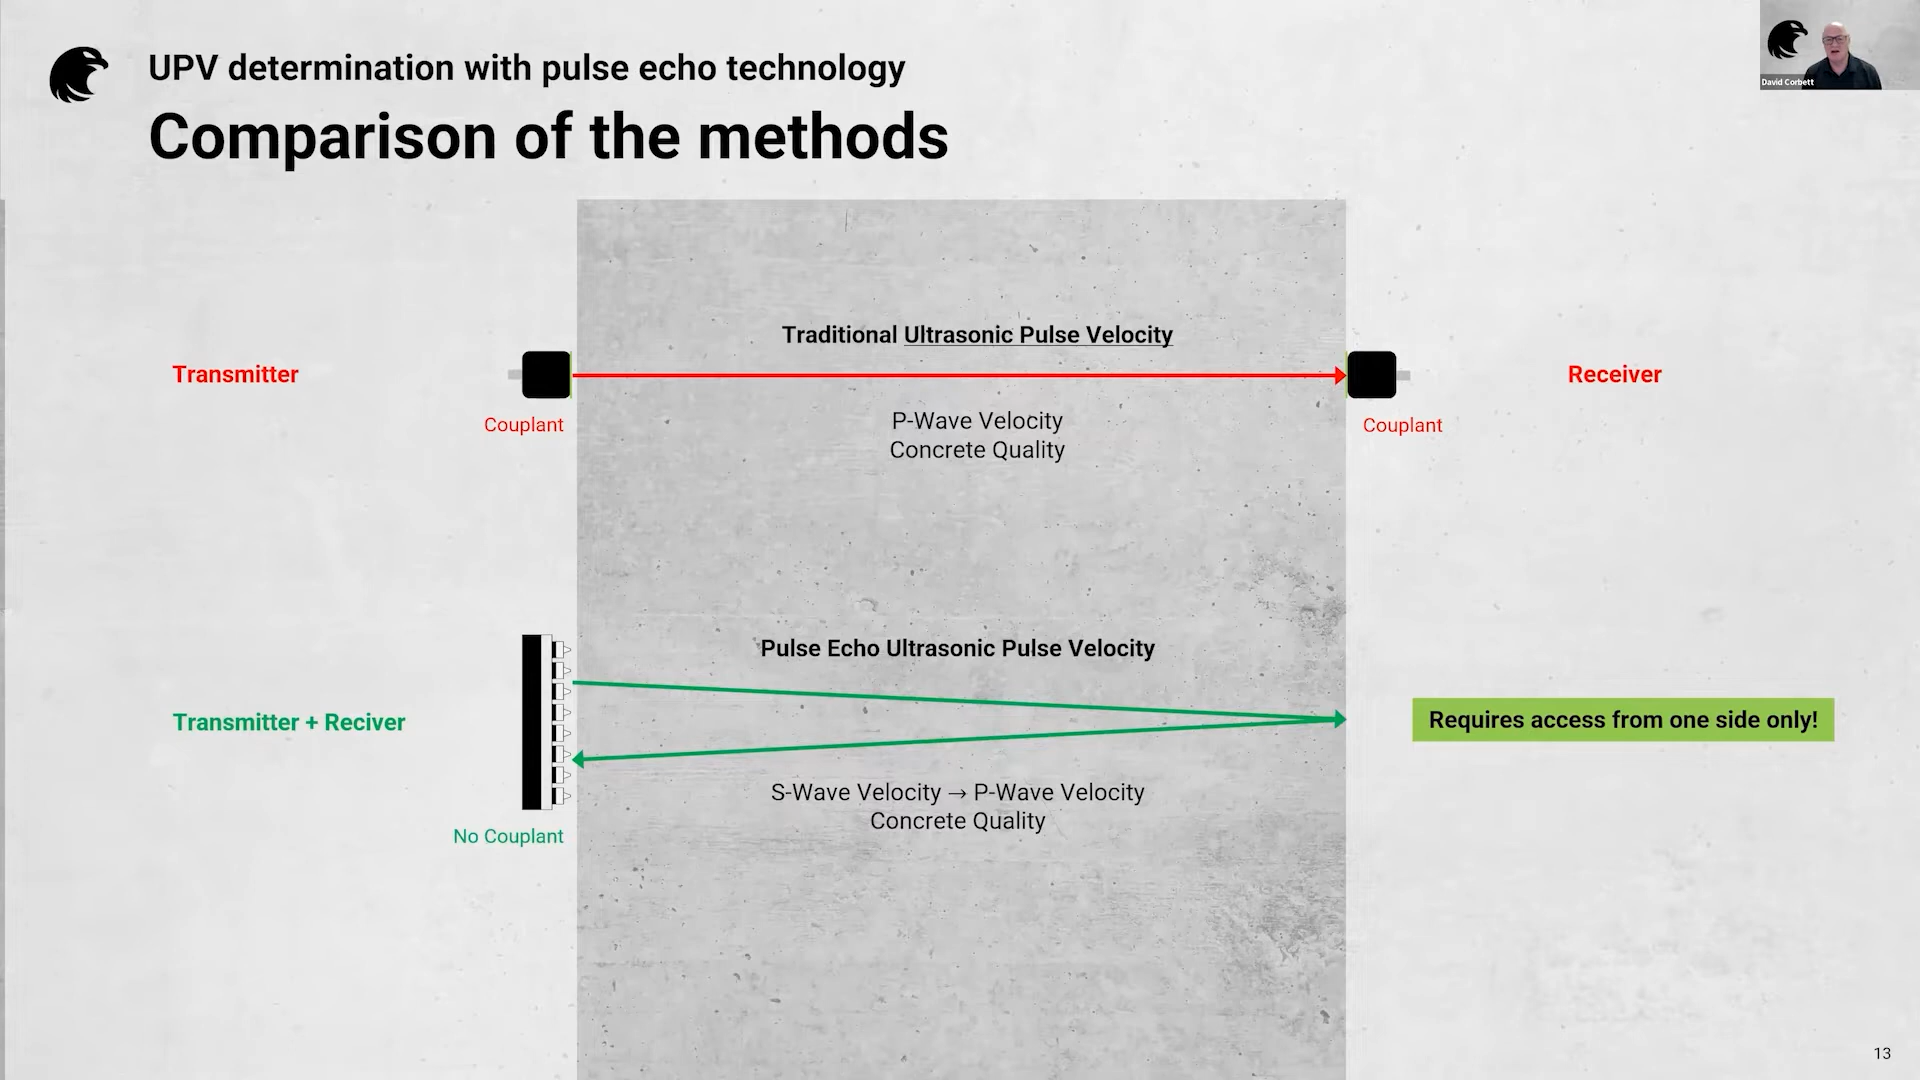 UPV determination with pulse echo technology
Comparison of the methods
David Corbett
Traditional Ultrasonic Pulse Velocity
Transmitter
Receiver
Couplant
P-Wave Velocity
Concrete Quality
Couplant
Pulse Echo Ultrasonic Pulse Velocity
Transmitter + Reciver
Requires access from one side only!
S-Wave Velocity → P-Wave Velocity
Concrete Quality
No Couplant
13